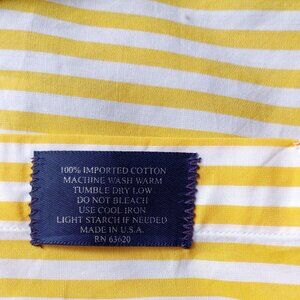 100% IMPORTED COTTON
MACHINE WASH WARM
TUMBLE DRY LOW
DO NOT BLEACH
USE COOL IRON
LIGHT STARCH IF NEEDED
MADE IN U.S.A.
RN 63620